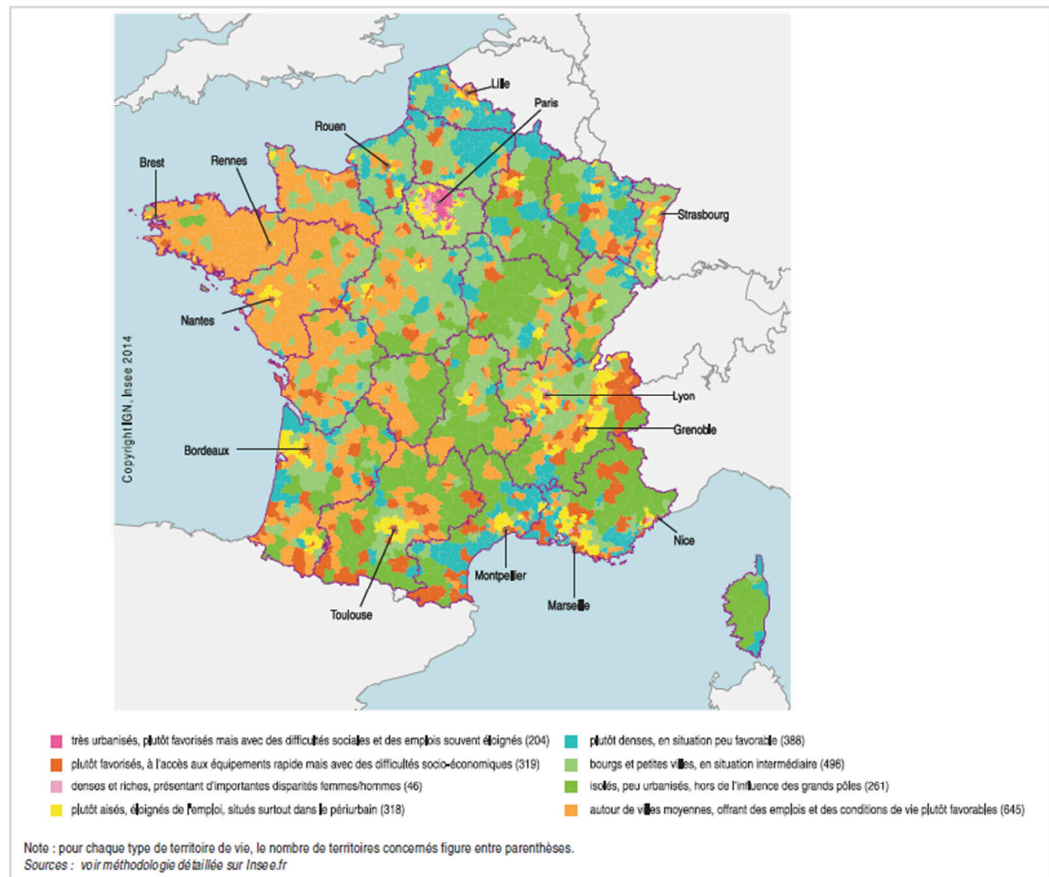 Lille
Paris
Rouen
Brest
Rennes
Strasbourg
Nantes
Copyright IGN, Insee 2014
Lyon
Grenoble
Bordeaux
Nice
Montpellier
Marseille
Toulouse
très urbanisés, plutôt favorisés mais avec des difficultés sociales et des emplois souvent éloignés (204)
plutôt favorisés, à l'accès aux équipements rapide mais avec des difficultés socio-économiques (319)
denses et riches, présentant d'importantes disparités femmes/hommes (46)
plutôt aisés, éloignés de l'emploi, situés surtout dans le périurbain (318)
plutôt denses, en situation peu favorable (388)
bourgs et petites villes, en situation intermédiaire (496)
isolés, peu urbanisés, hors de l'influence des grands pôles (261)
autour de villes moyennes, offrant des emplois et des conditions de vie plutôt favorables (645)
Note : pour chaque type de territoire de vie, le nombre de territoires concernés figure entre parenthèses.
Sources : voir méthodologie détaillée sur Insee.fr